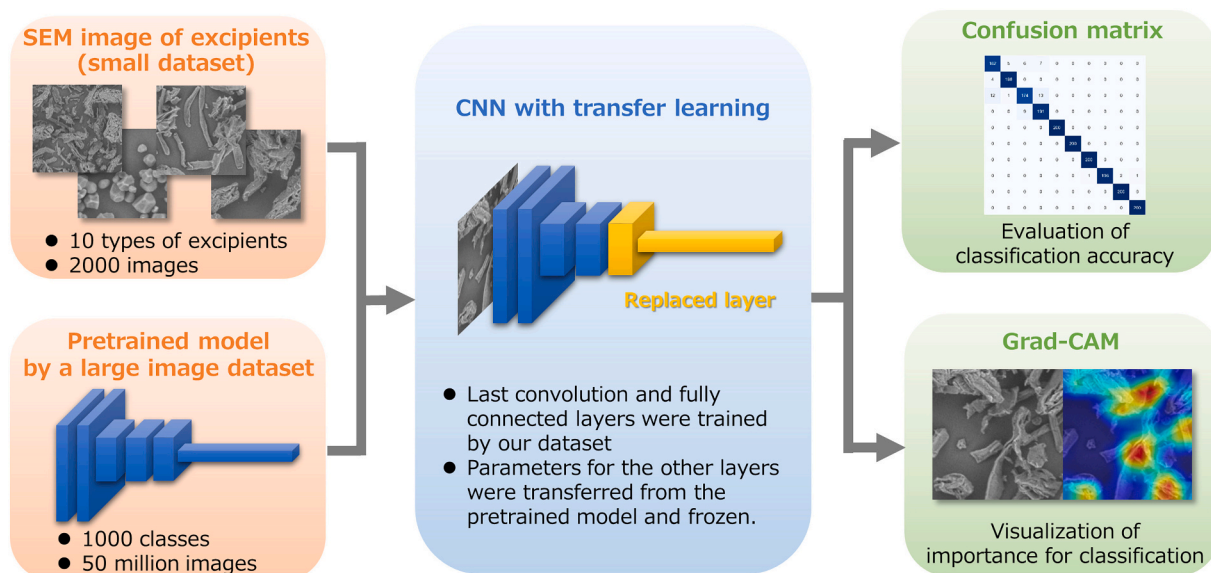 SEM image of excipients
(small dataset)
● 10 types of excipients
● 2000 images
Pretrained model
by a large image dataset
● 1000 classes
● 50 million images
CNN with transfer learning
Replaced layer
● Last convolution and fully
connected layers were trained
by our dataset
● Parameters for the other layers
were transferred from the
pretrained model and frozen.
Confusion matrix
Evaluation of
classification accuracy
Grad-CAM
Visualization of
importance for classification